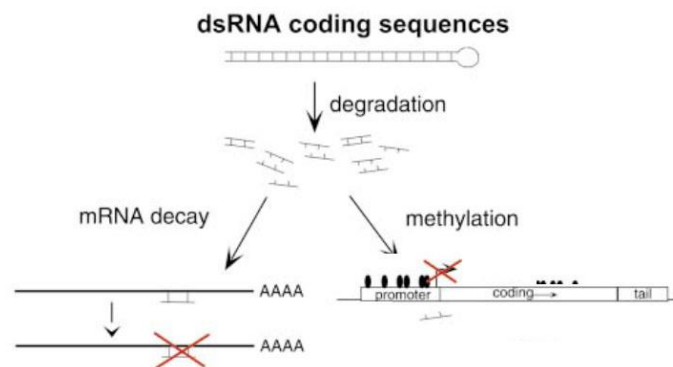 dsRNA coding sequences
degradation
mRNA decay
methylation
AAAA
promoter
coding
tail
AAAA